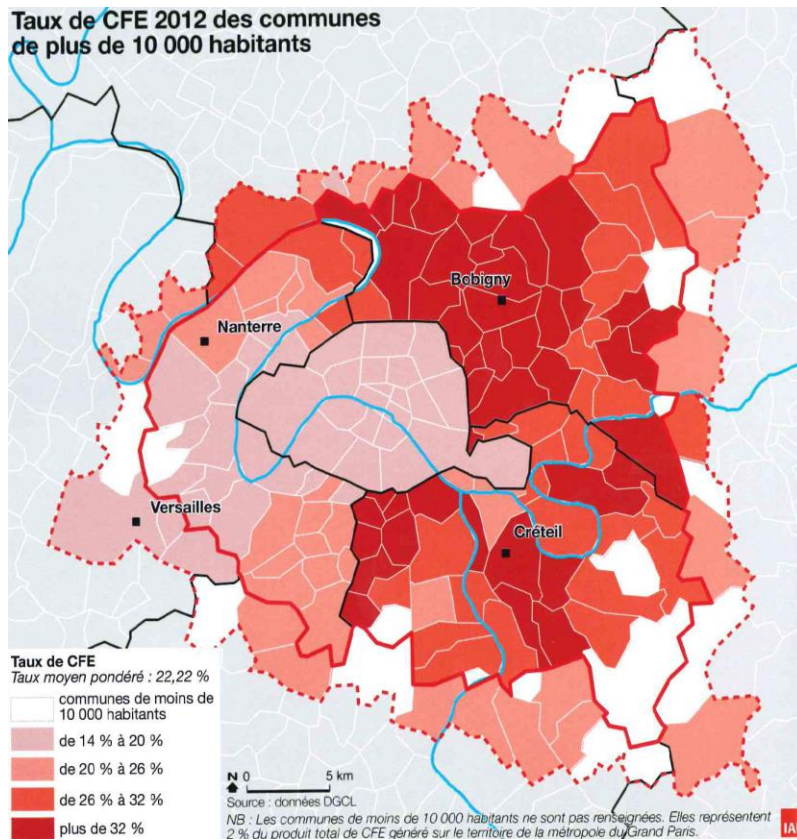 Taux de CFE 2012 des communes
de plus de 10 000 habitants
Bobigny
Nanterre
Versailles
Créteil
Taux de CFE
Taux moyen pondéré : 22,22 %
communes de moins de
10 000 habitants
de 14 % à 20 %
de 20 % à 26 %
de 26 % à 32 %
plus de 32 %
N 0 5 km
Source : données DGCL
NB : Les communes de moins de 10 000 habitants ne sont pas renseignées. Elles représentent
2 % du produit total de CFE généré sur le territoire de la métropole du Grand Paris.